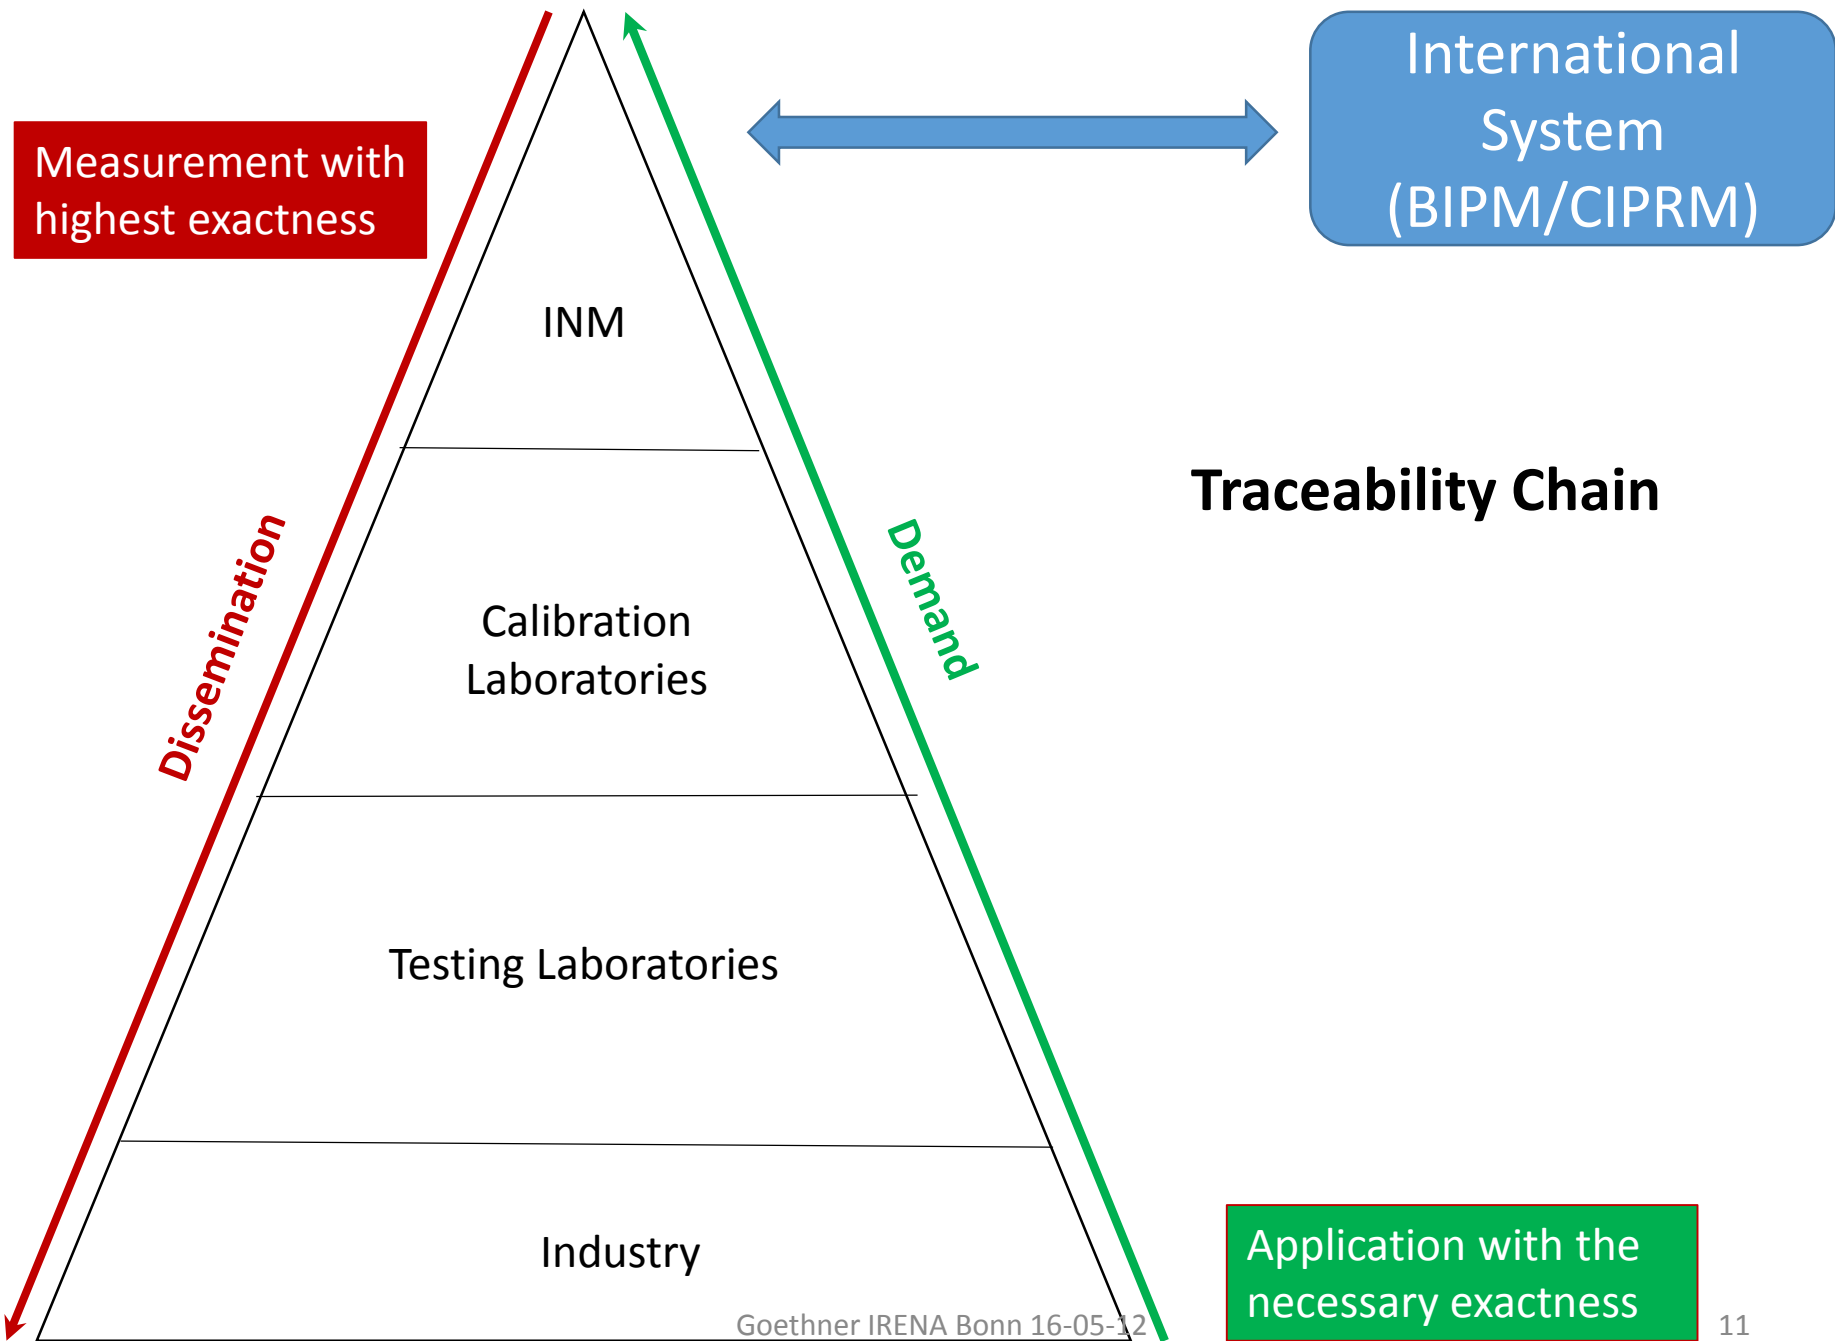 International
System
(BIPM/CIPRM)
Measurement with
highest exactness
INM
Traceability Chain
Dissemination
Demand
Calibration
Laboratories
Testing Laboratories
Industry
Application with the
necessary exactness
Goethner IRENA Bonn 16-05-12
11